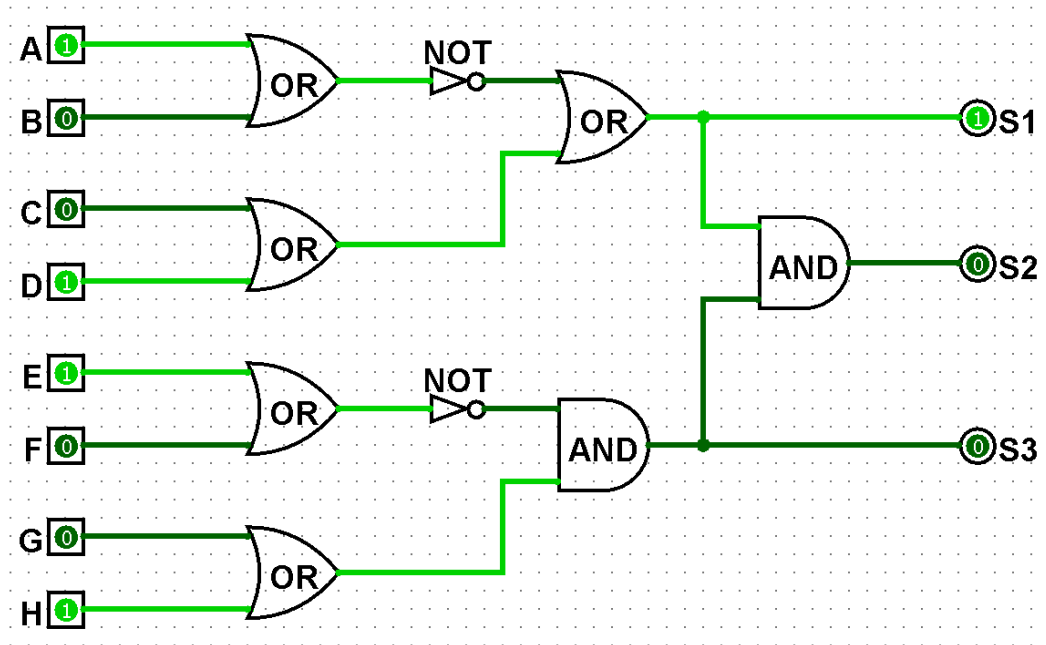 NOT
A 1
OR
B 0
OR
1 S1
C 0
OR
D 1
AND
0 S2
NOT
E 1
OR
F 0
AND
0 S3
G 0
OR
H 1